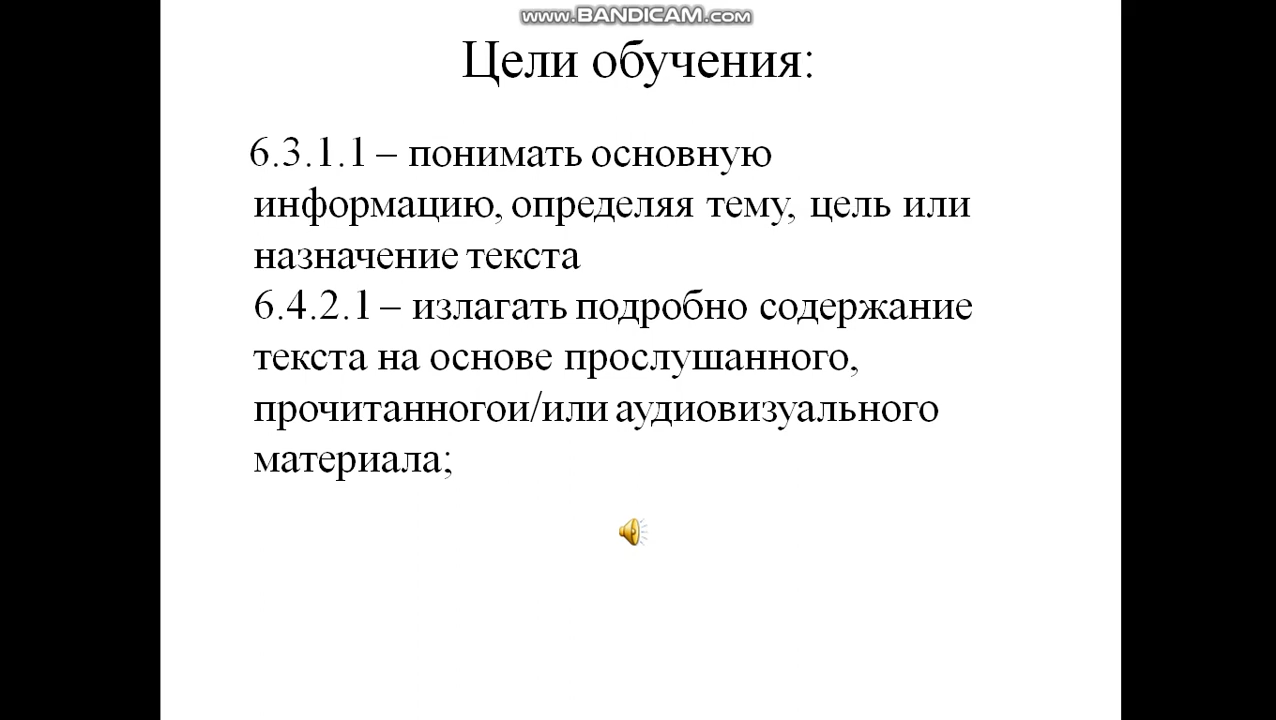 www.BANDICAM.com
Цели обучения:
6.3.1.1 – понимать основную
информацию, определяя тему, цель или
назначение текста
6.4.2.1 – излагать подробно содержание
текста на основе прослушанного,
прочитанногои/или аудиовизуального
материала;